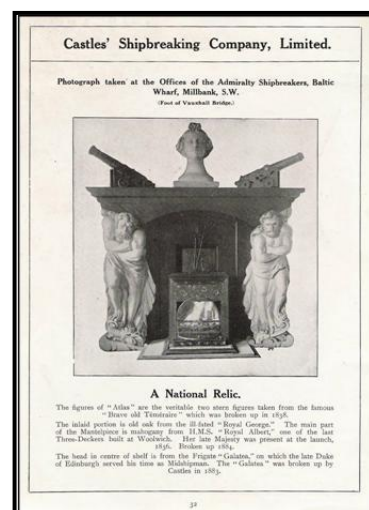 Castles' Shipbreaking Company, Limited.
Photograph taken at the Offices of the Admiralty Shipbreakers, Baltic
Wharf, Millbank, S.W.
(Foot of Vauxhall Bridge.)
A National Relic.
The figures of "Atlas" are the veritable two stern figures taken from the famous
"Brave old Téméraire" which was broken up in 1838.
The inlaid portion is old oak from the ill-fated "Royal George." The main part
of the Mantelpiece is mahogany from H.M.S. "Royal Albert," one of the last
Three-Deckers built at Woolwich. Her late Majesty was present at the launch,
1856. Broken up 1884.
The head in centre of shelf is from the Frigate "Galatea," on which the late Duke
of Edinburgh served his time as Midshipman. The "Galatea" was broken up by
Castles in 1883.